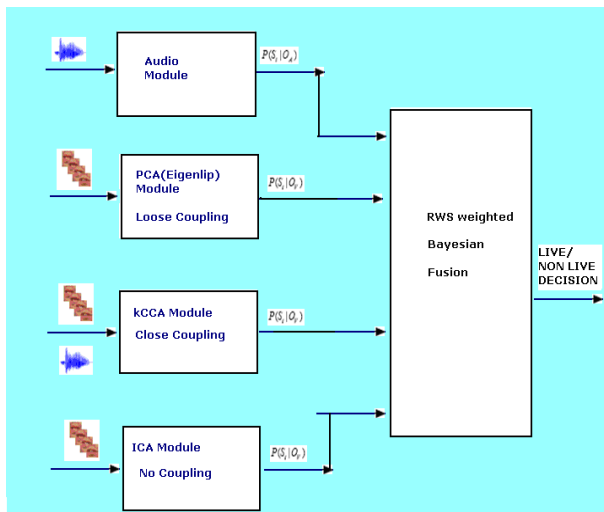 Audio
Module
P(S_i|O_A)
PCA(Eigenlip)
Module
Loose Coupling
P(S_i|O_V)
RWS weighted
Bayesian
Fusion
LIVE/
NON LIVE
DECISION
kCCA Module
Close Coupling
P(S_i|O_V)
ICA Module
No Coupling
P(S_i|O_V)